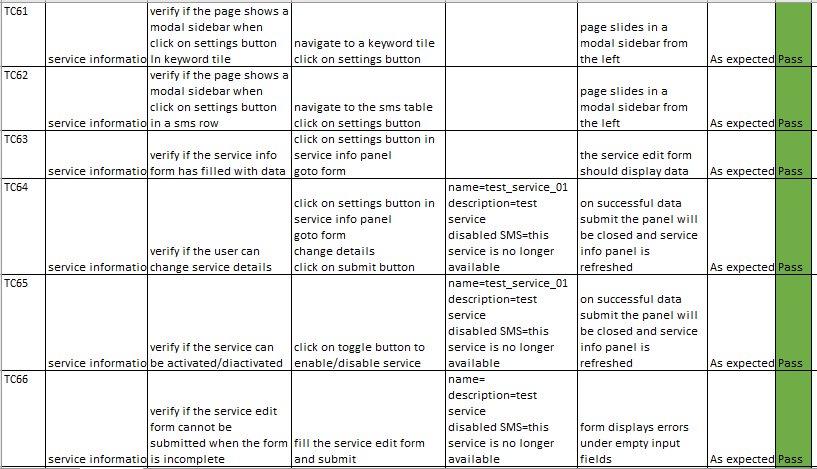 TC61
service informatio
verify if the page shows a
modal sidebar when
click on settings button
In keyword tile
navigate to a keyword tile
click on settings button
page slides in a
modal sidebar from
the left
As expected
Pass
TC62
service informatio
verify if the page shows a
modal sidebar when
click on settings button
in a sms row
navigate to the sms table
click on settings button
page slides in a
modal sidebar from
the left
As expected
Pass
TC63
service informatio
verify if the service info
form has filled with data
click on settings button in
service info panel
goto form
the service edit form
should display data
As expected
Pass
TC64
service informatio
verify if the user can
change service details
click on settings button in
service info panel
goto form
change details
click on submit button
name=test_service_01
description=test
service
disabled SMS=this
service is no longer
available
on successful data
submit the panel will
be closed and service
info panel is
refreshed
As expected
Pass
TC65
service informatio
verify if the service can
be activated/diactivated
click on toggle button to
enable/disable service
name=test_service_01
description=test
service
disabled SMS=this
service is no longer
available
on successful data
submit the panel will
be closed and service
info panel is
refreshed
As expected
Pass
TC66
service informatio
verify if the service edit
form cannot be
submitted when the form
is incomplete
fill the service edit form
and submit
name=
description=test
service
disabled SMS=this
service is no longer
available
form displays errors
under empty input
fields
As expected
Pass